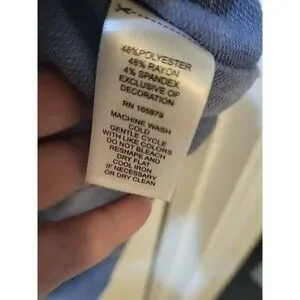 48%POLYESTER
48% RAYON
4% SPANDEX
EXCLUSIVE OF
DECORATION
RN 165979
MACHINE WASH
COLD
GENTLE CYCLE
WITH LIKE COLORS
DO NOT BLEACH
RESHAPE AND
DRY FLAT
COOL IRON
IF NECESSARY
OR DRY CLEAN